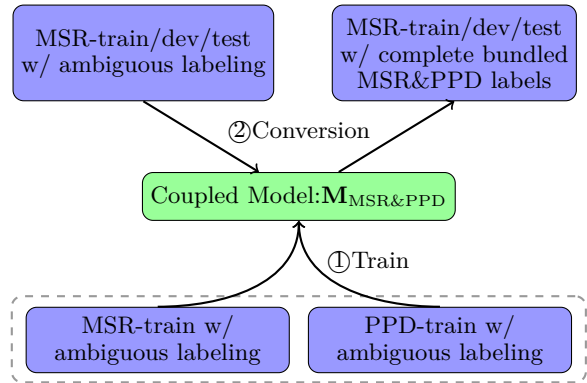 MSR-train/dev/test
w/ ambiguous labeling
MSR-train/dev/test
w/ complete bundled
MSR&PPD labels
②Conversion
Coupled Model:M_MSR&PPD
①Train
MSR-train w/
ambiguous labeling
PPD-train w/
ambiguous labeling